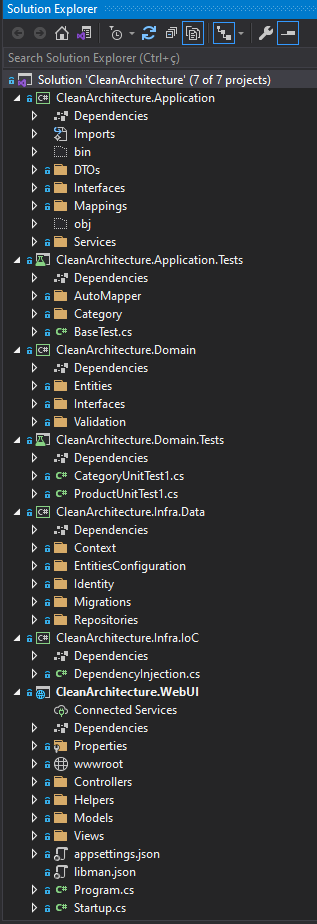 Solution Explorer
Search Solution Explorer (Ctrl+ç)
Solution 'CleanArchitecture' (7 of 7 projects)
CleanArchitecture.Application
Dependencies
Imports
bin
DTOs
Interfaces
Mappings
obj
Services
CleanArchitecture.Application.Tests
Dependencies
AutoMapper
Category
C# BaseTest.cs
CleanArchitecture.Domain
Dependencies
Entities
Interfaces
Validation
CleanArchitecture.Domain.Tests
Dependencies
C# CategoryUnitTest1.cs
C# ProductUnitTest1.cs
CleanArchitecture.Infra.Data
Dependencies
Context
EntitiesConfiguration
Identity
Migrations
Repositories
CleanArchitecture.Infra.IoC
Dependencies
C# DependencyInjection.cs
CleanArchitecture.WebUI
Connected Services
Dependencies
Properties
wwwroot
Controllers
Helpers
Models
Views
appsettings.json
libman.json
C# Program.cs
C# Startup.cs